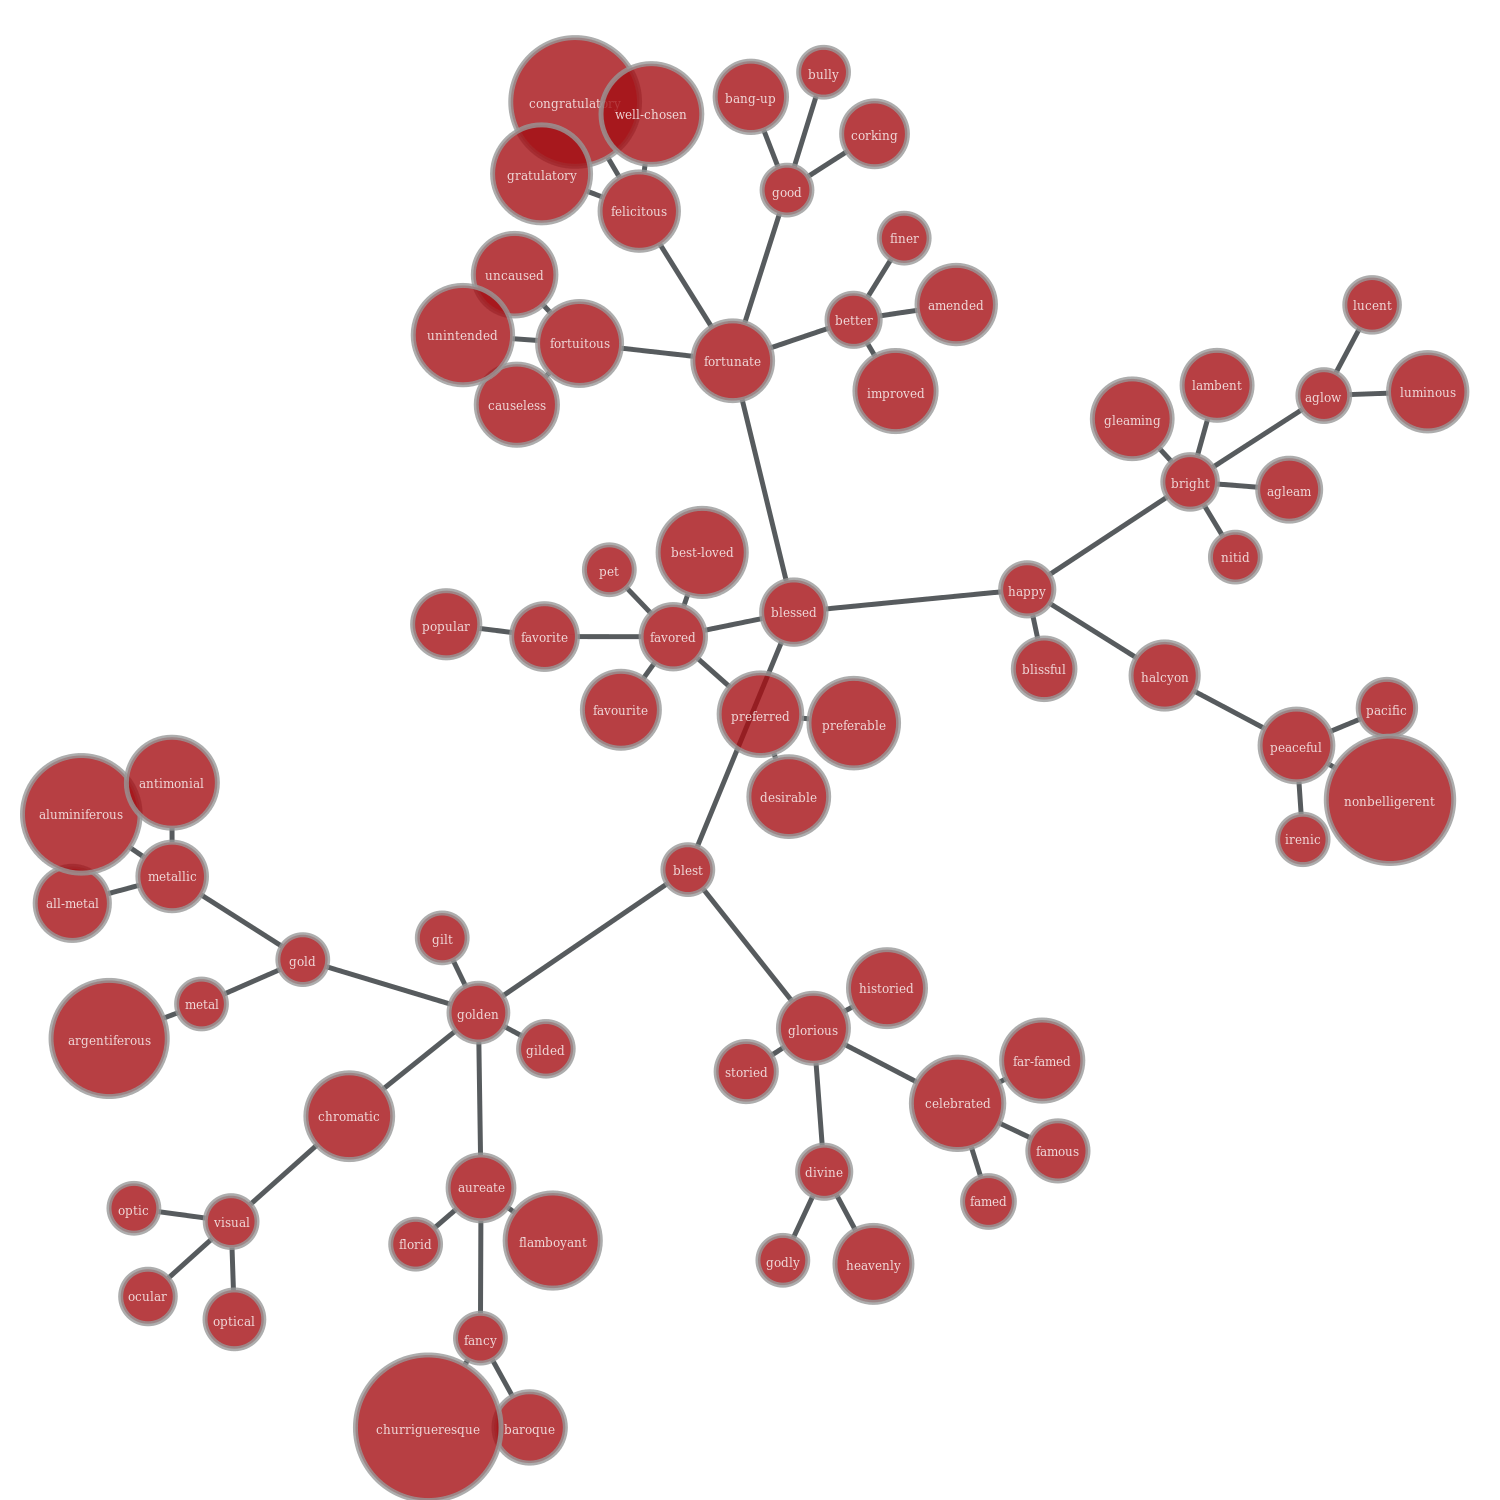 bully
bang-up
congratulatory
well-chosen
corking
gratulatory
good
felicitous
finer
uncaused
amended
lucent
better
unintended
fortuitous
fortunate
lambent
luminous
improved
aglow
causeless
gleaming
bright
agleam
best-loved
nitid
pet
happy
blessed
popular
favorite
favored
blissful
halcyon
favourite
pacific
preferred
preferable
peaceful
antimonial
desirable
nonbelligerent
aluminiferous
irenic
blest
metallic
all-metal
gilt
gold
historied
metal
golden
glorious
argentiferous
gilded
far-famed
storied
celebrated
chromatic
famous
divine
aureate
famed
optic
visual
florid
flamboyant
godly
heavenly
ocular
optical
fancy
churrigueresque
baroque